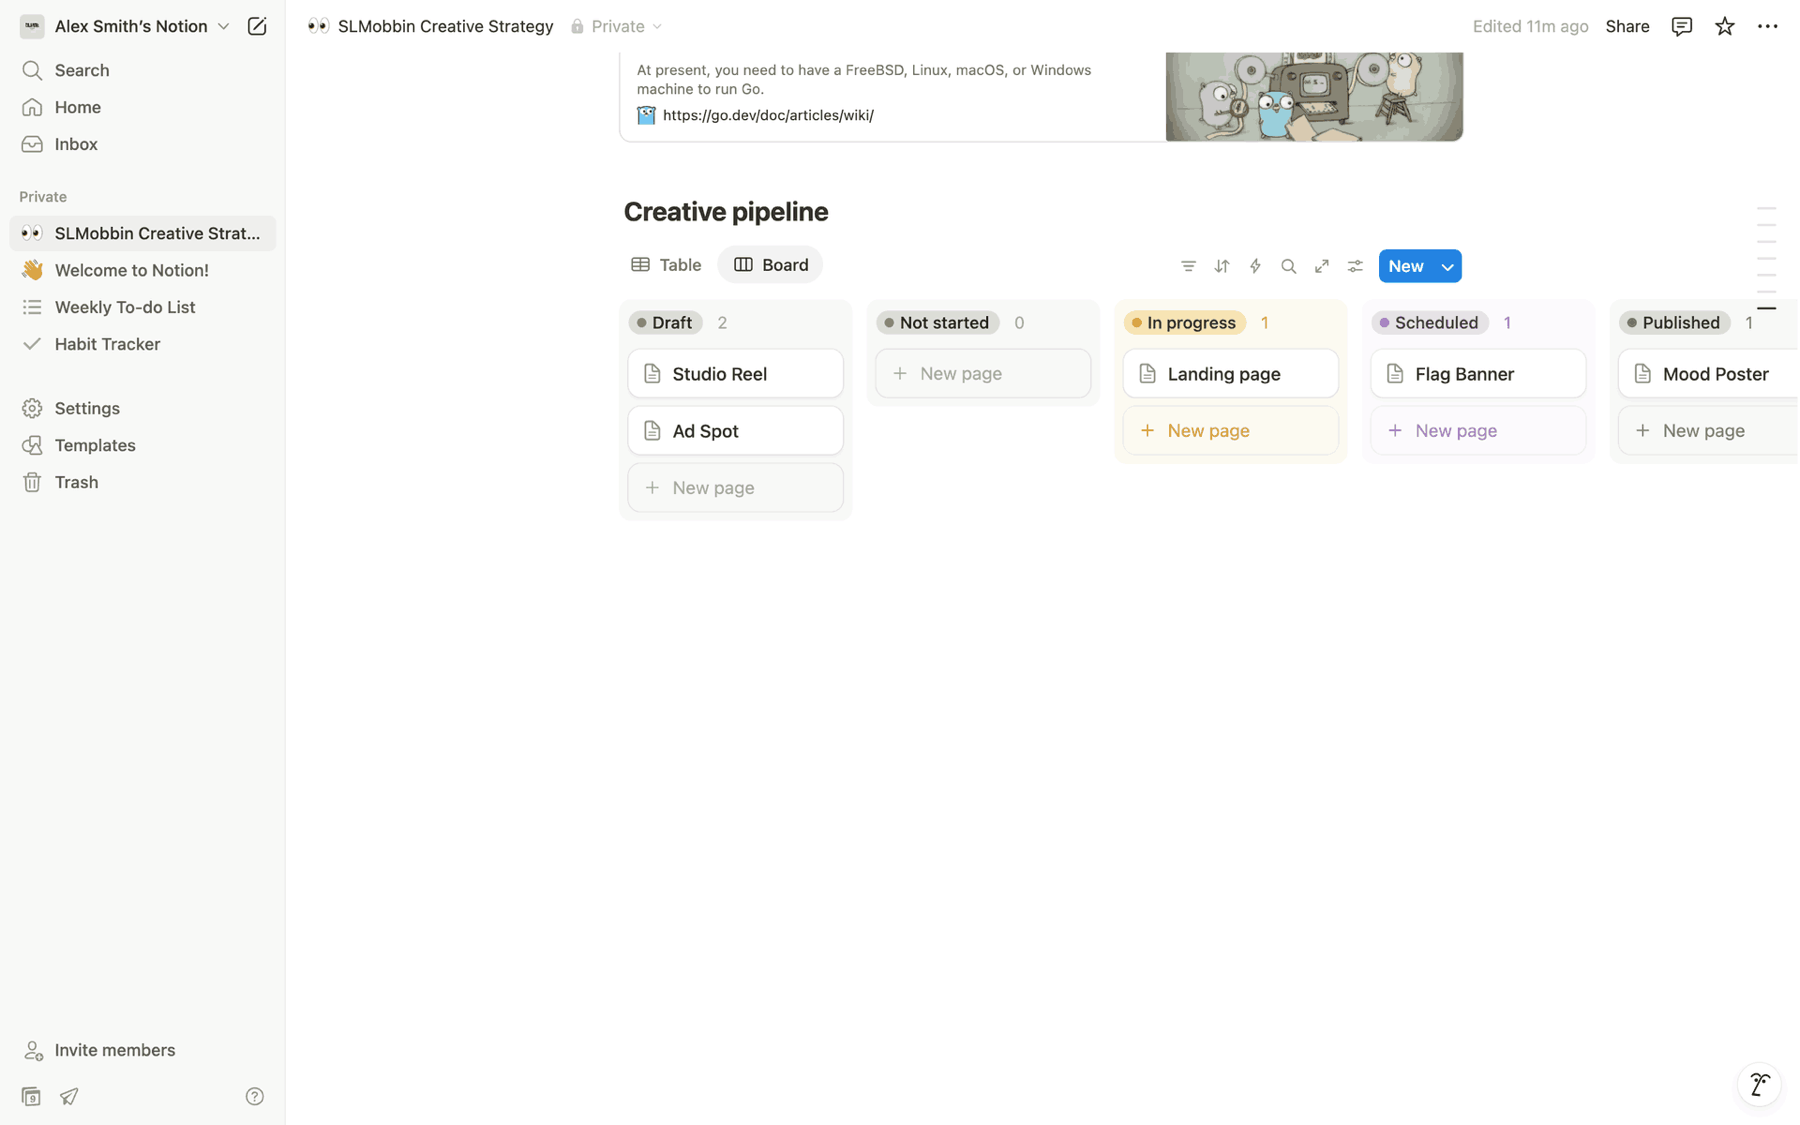 Alex Smith's Notion
Search
Home
Inbox
Private
SLMobbin Creative Strat...
Welcome to Notion!
Weekly To-do List
Habit Tracker
Settings
Templates
Trash
Invite members
9
SLMobbin Creative Strategy
Private
Edited 11m ago
Share
At present, you need to have a FreeBSD, Linux, macOS, or Windows
machine to run Go.
https://go.dev/doc/articles/wiki/
Creative pipeline
Table
Board
New
Draft 2
Studio Reel
Ad Spot
New page
Not started 0
New page
In progress 1
Landing page
New page
Scheduled 1
Flag Banner
New page
Published 1
Mood Poster
New page